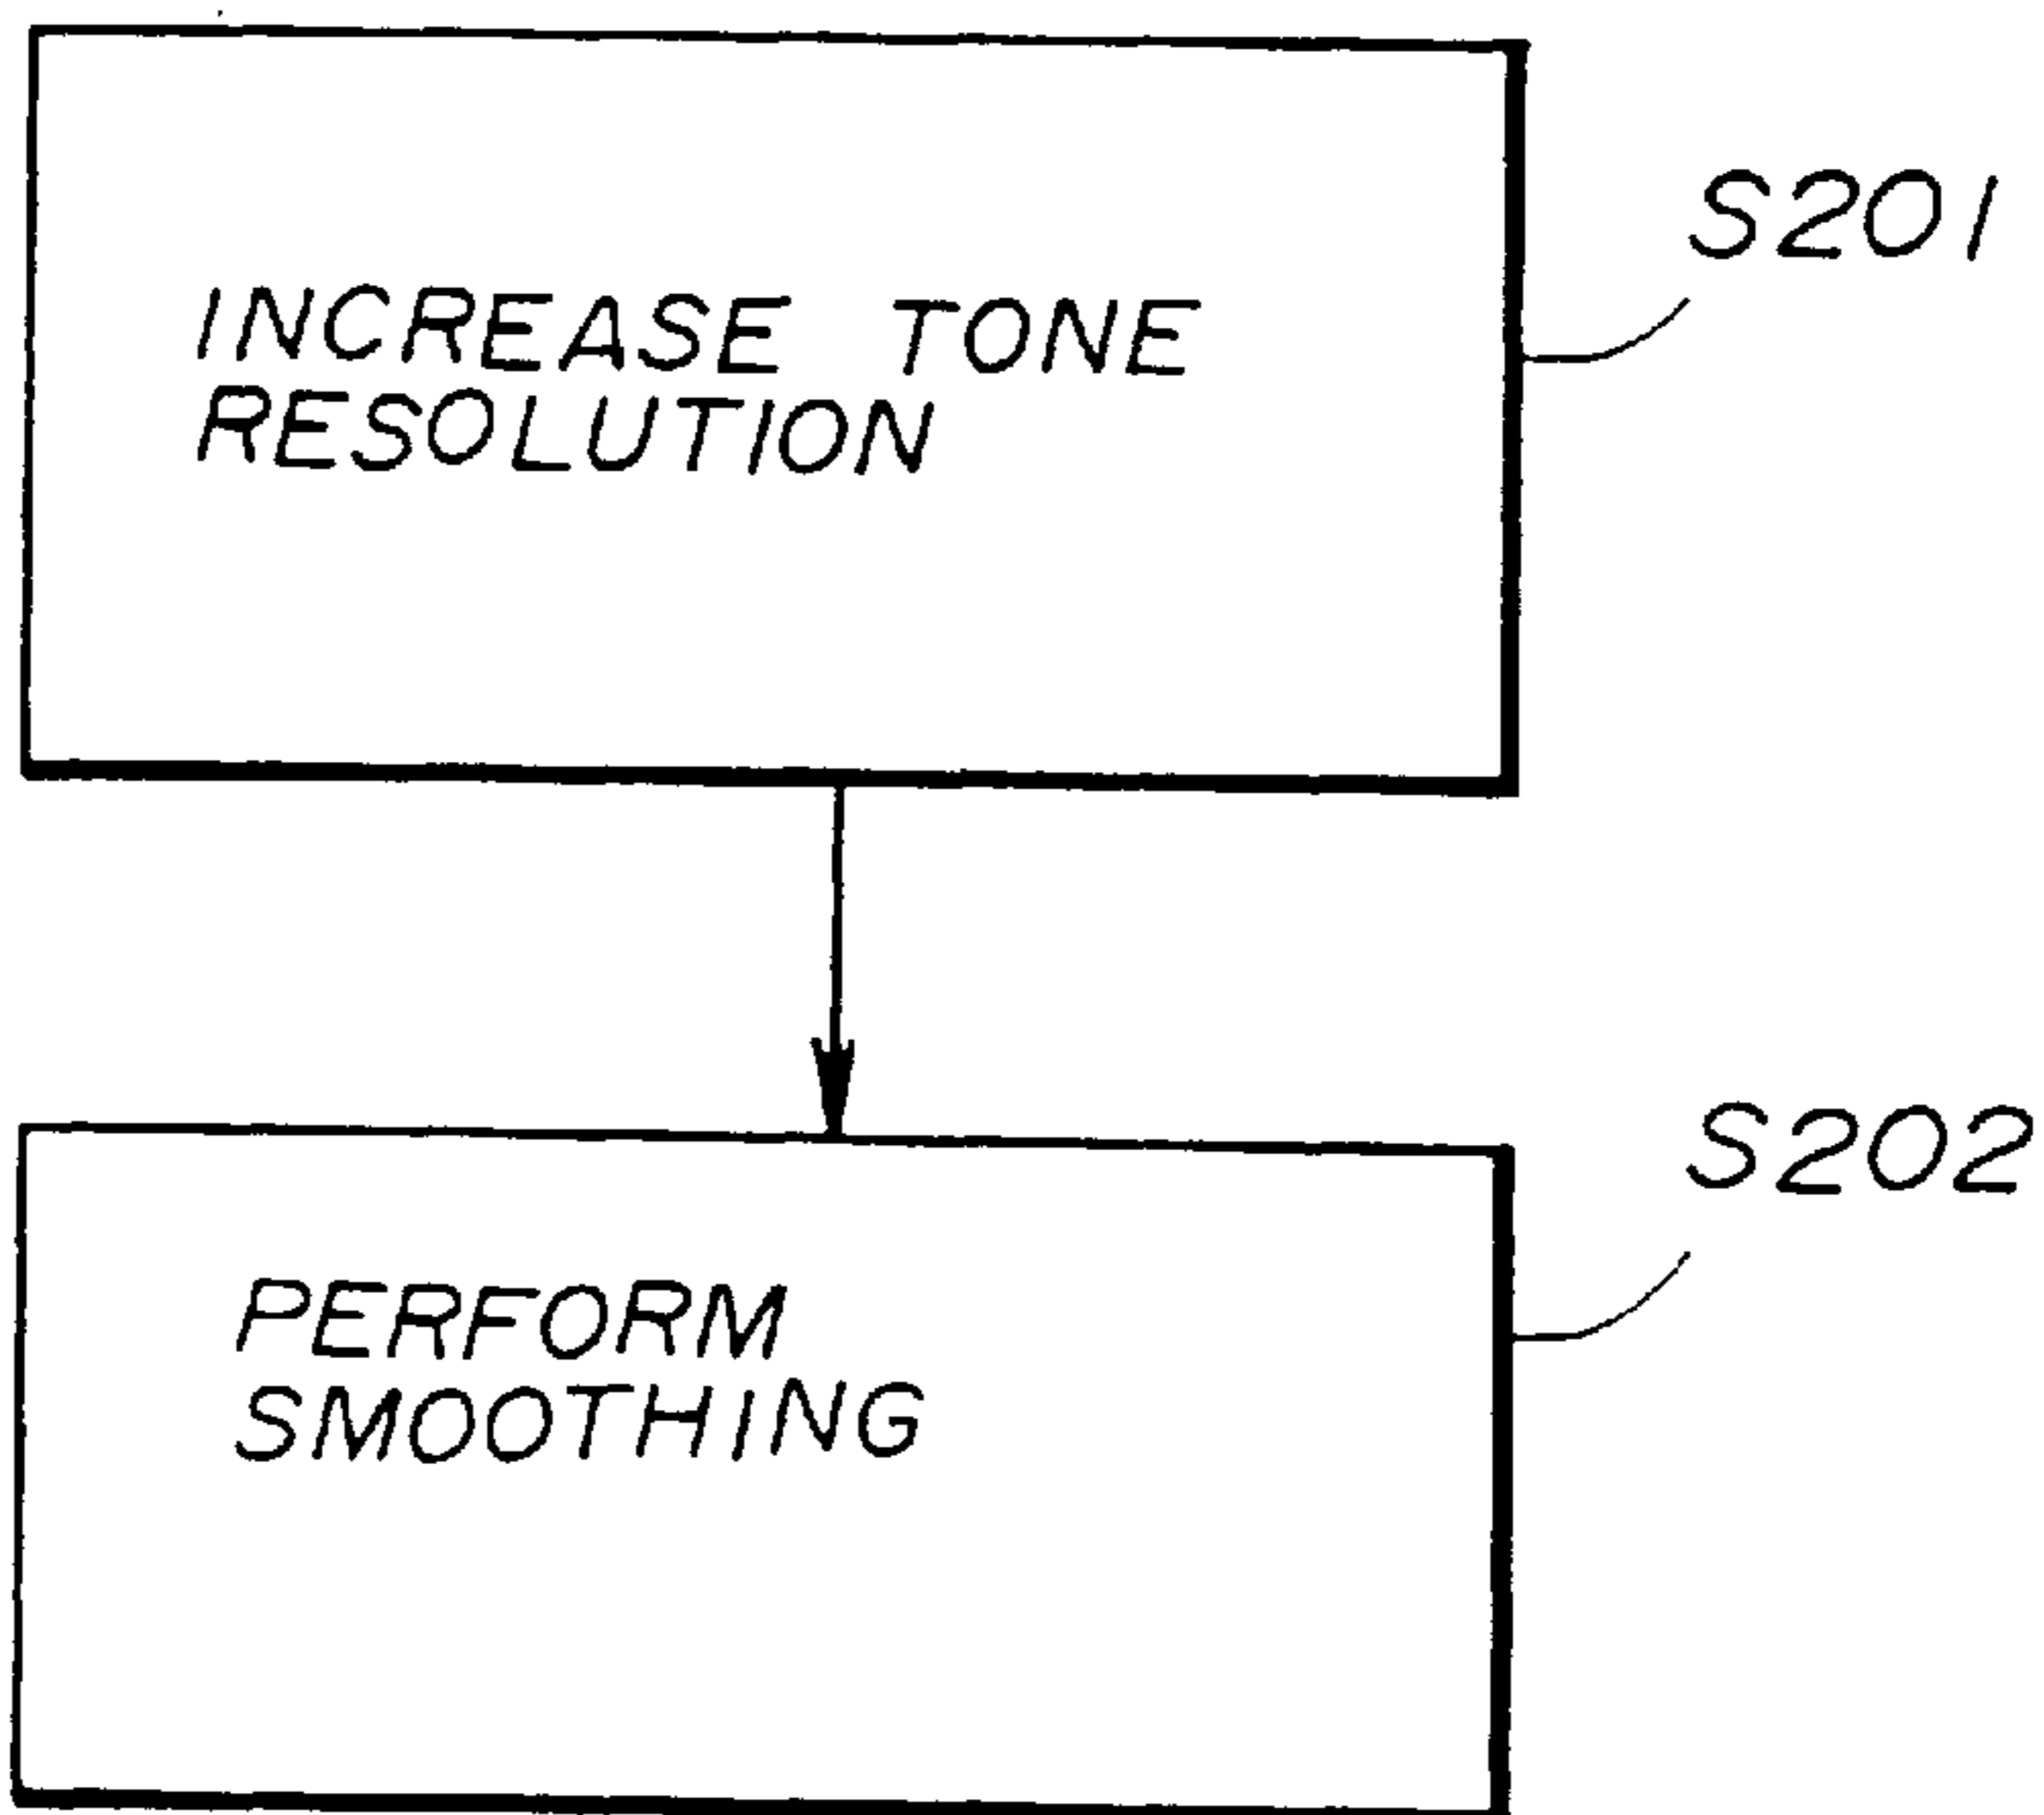 S201
INCREASE TONE
RESOLUTION
S202
PERFORM
SMOOTHING